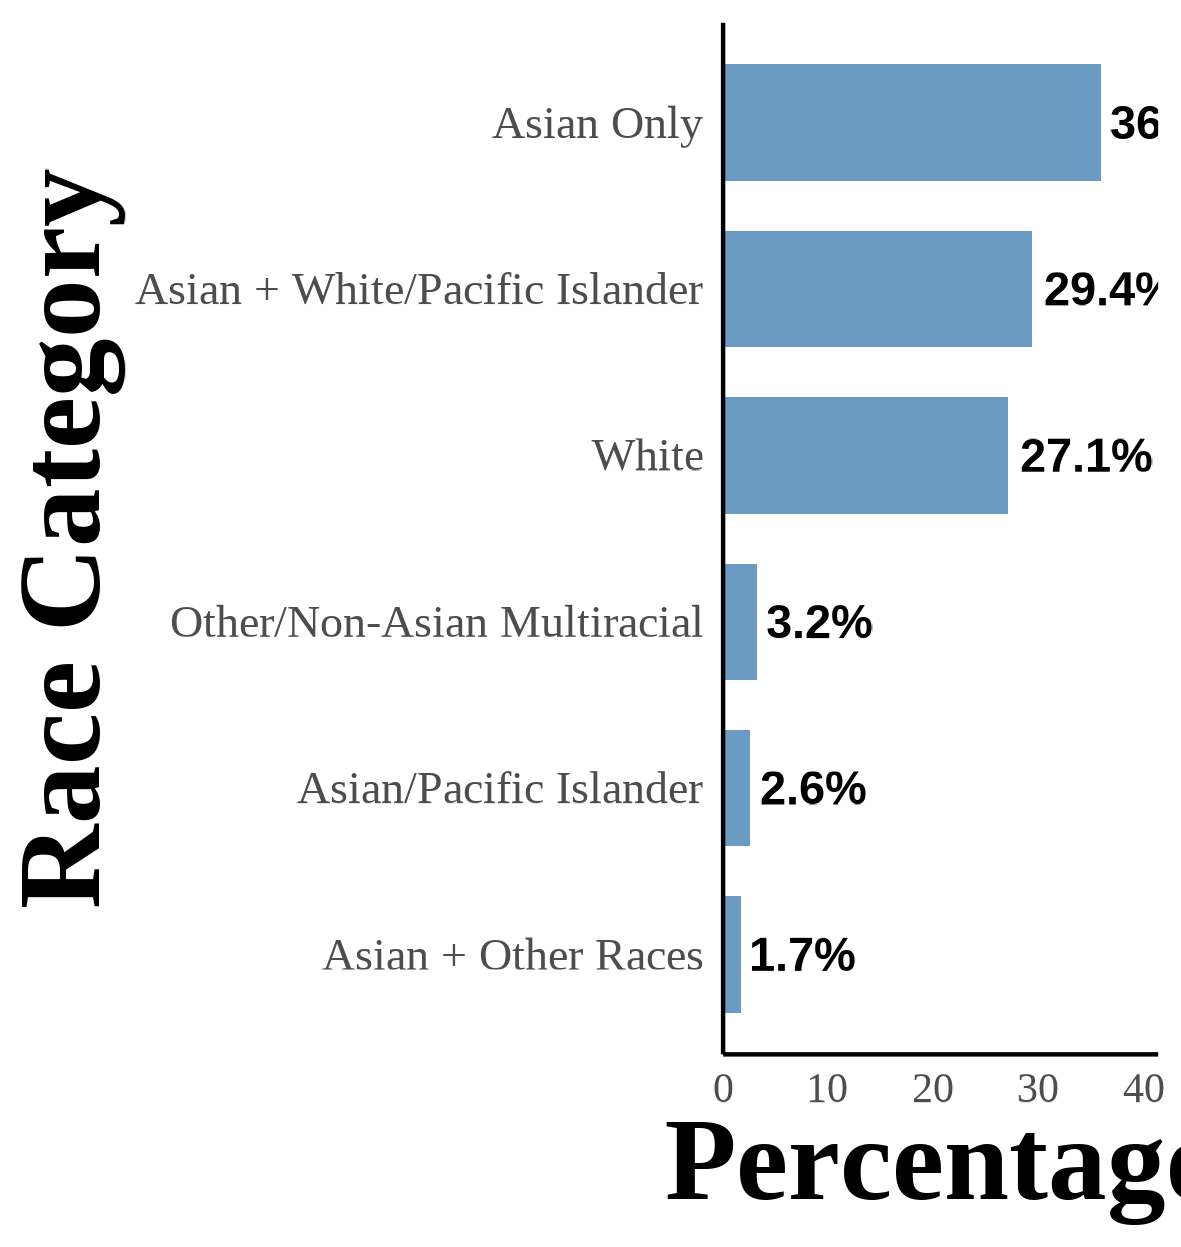 Race Category
Asian Only
36
Asian + White/Pacific Islander
29.4%
White
27.1%
Other/Non-Asian Multiracial
3.2%
Asian/Pacific Islander
2.6%
Asian + Other Races
1.7%
0 10 20 30 40
Percentage